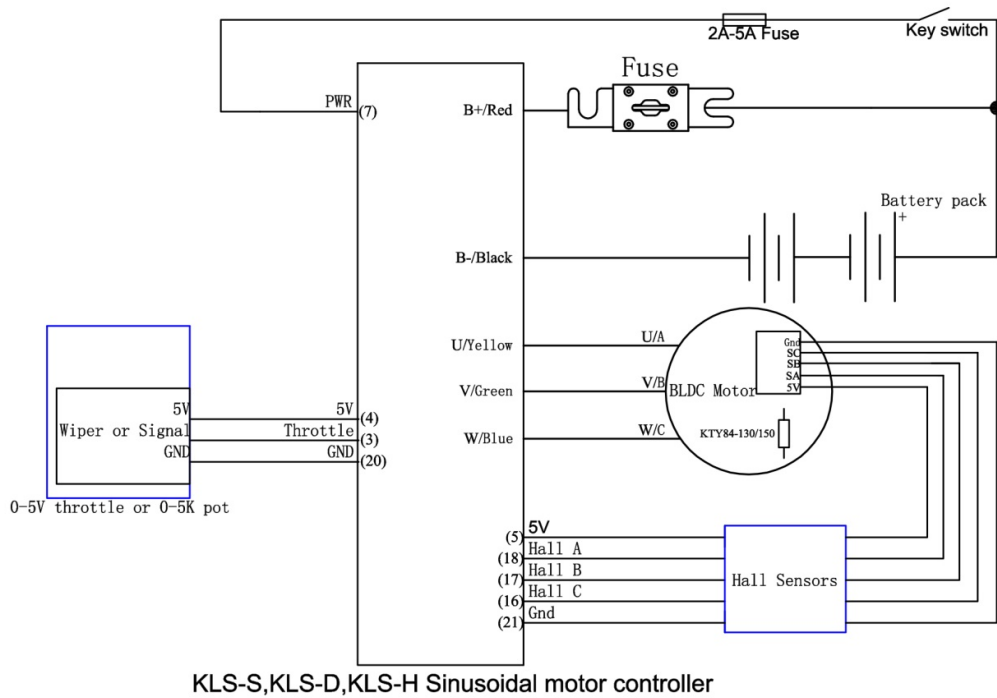 2A-5A Fuse
Key switch
Fuse
PWR
(7)
B+/Red
Battery pack
+
B-/Black
U/Yellow
U/A
Gnd
SC
SB
SA
5V
V/Green
V/B
BLDC Motor
W/Blue
W/C
KTY84-130/150
5V
5V
(4)
Wiper or Signal
Throttle
(3)
GND
GND
(20)
0-5V throttle or 0-5K pot
(5)
5V
(18)
Hall A
(17)
Hall B
(16)
Hall C
(21)
Gnd
Hall Sensors
KLS-S,KLS-D,KLS-H Sinusoidal motor controller